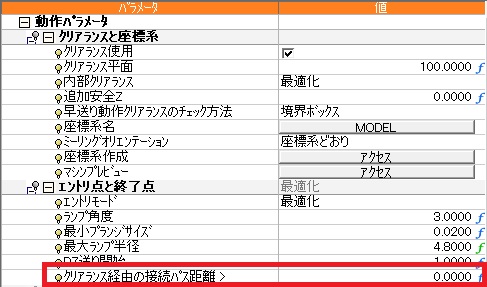 パラメータ 値
動作パラメータ
クリアランスと座標系
クリアランス使用
クリアランス平面 100.0000 f
内部クリアランス 最適化
追加安全Z 0.0000 f
早送り動作クリアランスのチェック方法 境界ボックス
座標系名 MODEL
ミーリングオリエンテーション 座標系どおり
座標系作成 アクセス
マシンプレビュー アクセス
エントリ点と終了点 最適化
エントリモード 最適化
ランプ角度 3.0000 f
最小プランジサイズ 0.0200 f
最大ランプ半径 4.8000 f
DZ送り開始 1.0000 f
クリアランス経由の接続パス距離 > 0.0000 f